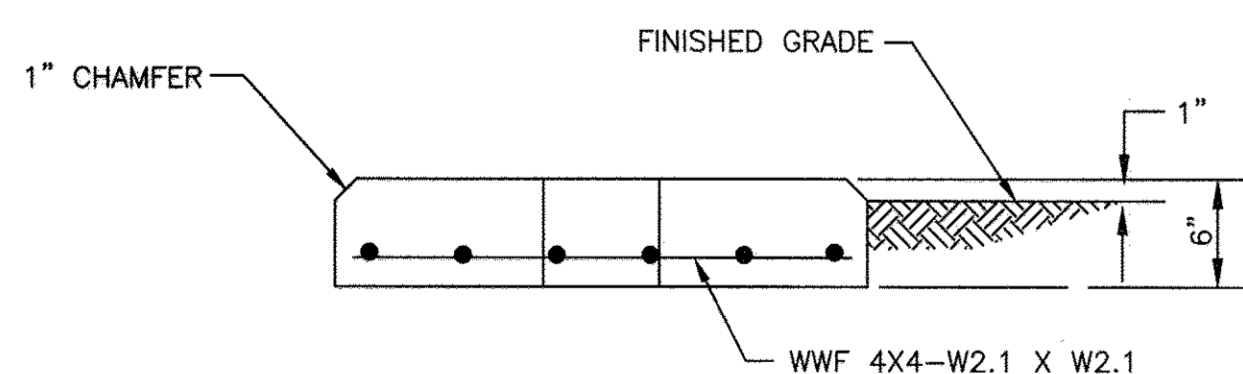 FINISHED GRADE
1" CHAMFER
1"
6"
WWF 4X4-W2.1 X W2.1